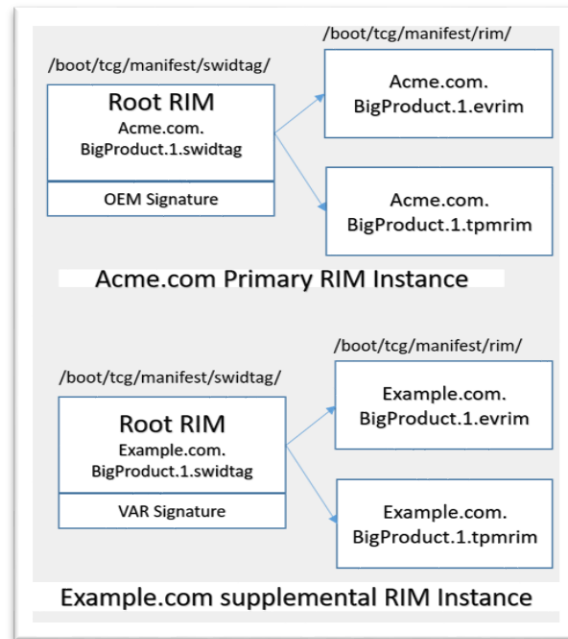 /boot/tcg/manifest/swidtag/
Root RIM
Acme.com.
BigProduct.1.swidtag
OEM Signature
/boot/tcg/manifest/rim/
Acme.com.
BigProduct.1.evrim
Acme.com.
BigProduct.1.tpmrim
Acme.com Primary RIM Instance
/boot/tcg/manifest/swidtag/
Root RIM
Example.com.
BigProduct.1.swidtag
VAR Signature
/boot/tcg/manifest/rim/
Example.com.
BigProduct.1.evrim
Example.com.
BigProduct.1.tpmrim
Example.com supplemental RIM Instance